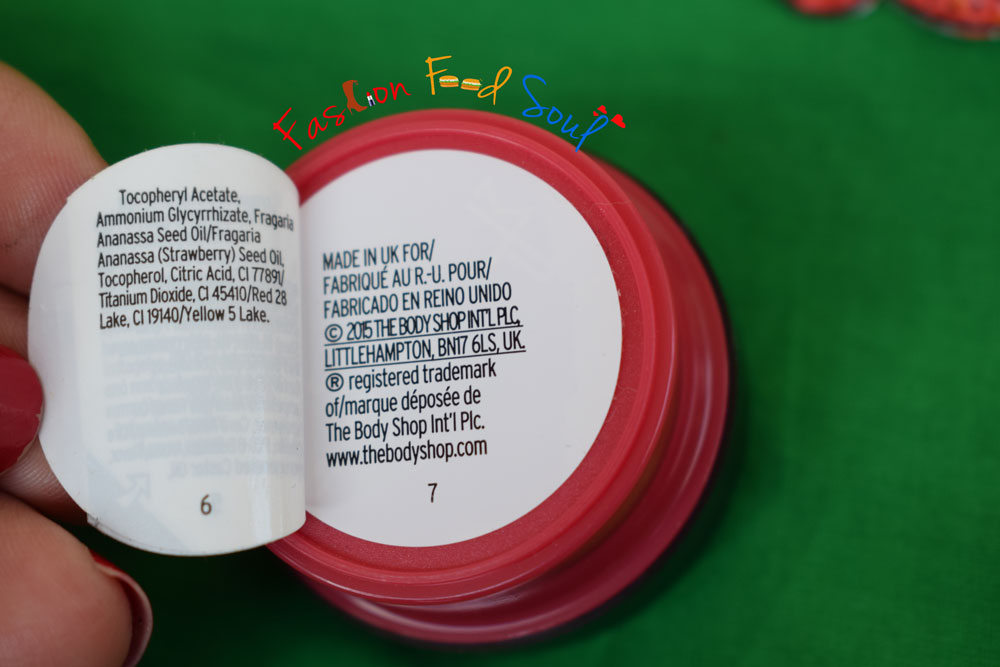 Fashion Food Soul
Tocopheryl Acetate,
Ammonium Glycyrrhizate, Fragaria
Ananassa Seed Oil/Fragaria
Ananassa (Strawberry) Seed Oil,
Tocopherol, Citric Acid, CI 77891/
Titanium Dioxide, CI 45410/Red 28
Lake, CI 19140/Yellow 5 Lake.
6
MADE IN UK FOR/
FABRIQUÉ AU R.-U. POUR/
FABRICADO EN REINO UNIDO
© 2015 THE BODY SHOP INT'L PLC,
LITTLEHAMPTON, BN17 6LS, UK.
® registered trademark
of/marque déposée de
The Body Shop Int'l Plc.
www.thebodyshop.com
7